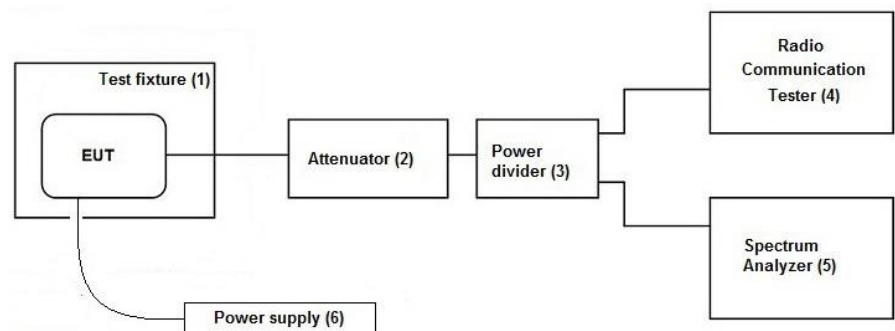 Test fixture (1)
EUT
Attenuator (2)
Power
divider (3)
Radio
Communication
Tester (4)
Spectrum
Analyzer (5)
Power supply (6)